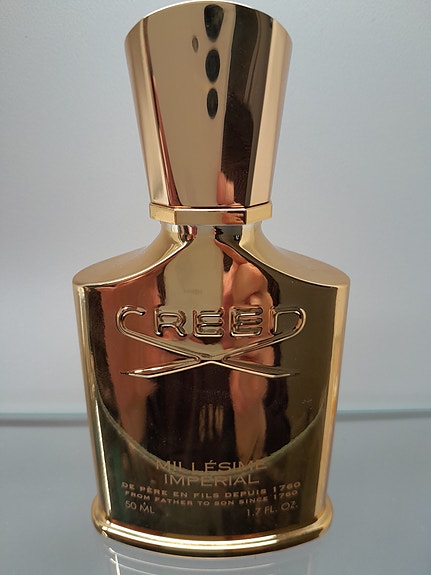 CREED
MILLÉSIME
IMPERIAL
DE PÈRE EN FILS DEPUIS 1760
FROM FATHER TO SON SINCE 1760
50 ML 1.7 FL. OZ.